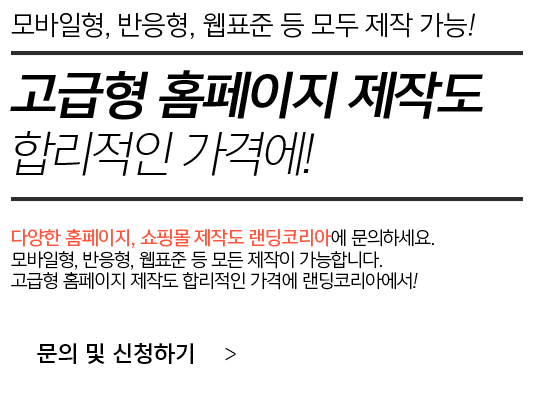 모바일형, 반응형, 웹표준 등 모두 제작 가능!
고급형 홈페이지 제작도
합리적인 가격에!
다양한 홈페이지, 쇼핑몰 제작도 랜딩코리아에 문의하세요.
모바일형, 반응형, 웹표준 등 모든 제작이 가능합니다.
고급형 홈페이지 제작도 합리적인 가격에 랜딩코리아에서!
문의 및 신청하기 >